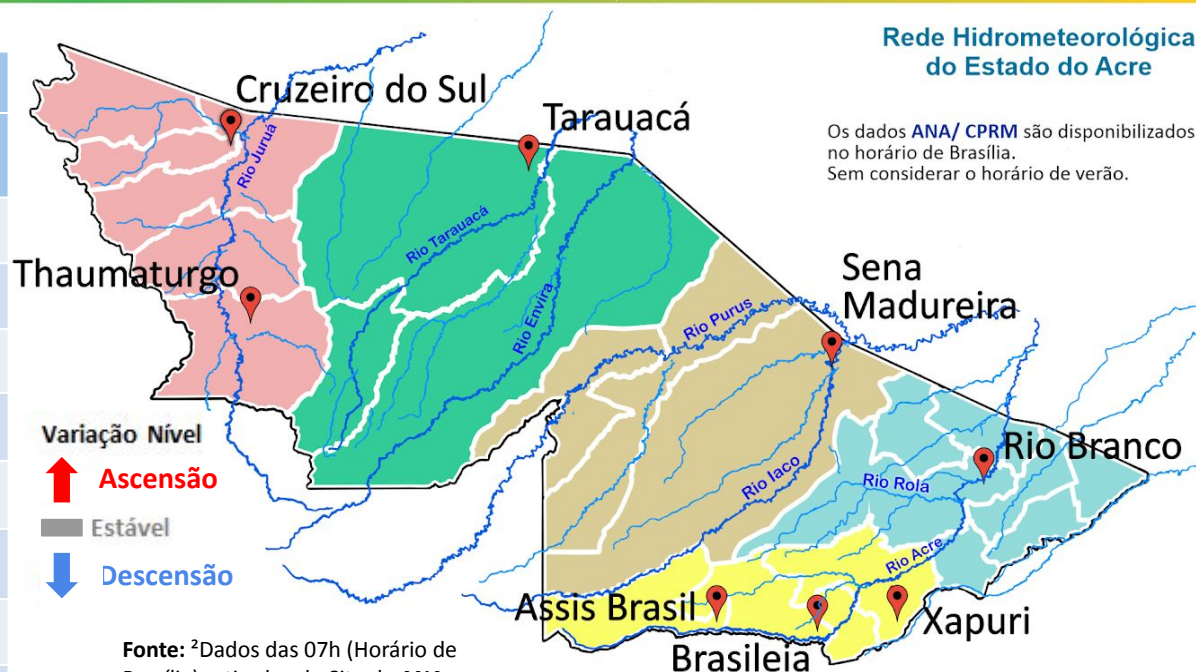 Rede Hidrometeorológica
do Estado do Acre
Os dados ANA/ CPRM são disponibilizados
no horário de Brasília.
Sem considerar o horário de verão.
Cruzeiro do Sul
Tarauacá
Rio Juruá
Rio Tarauacá
Thaumaturgo
Rio Envira
Rio Purus
Sena
Madureira
Rio Iaco
Rio Rola
Rio Branco
Rio Acre
Assis Brasil
Xapuri
Brasileia
Variação Nível
Ascensão
Estável
Descensão
Fonte: ²Dados das 07h (Horário de